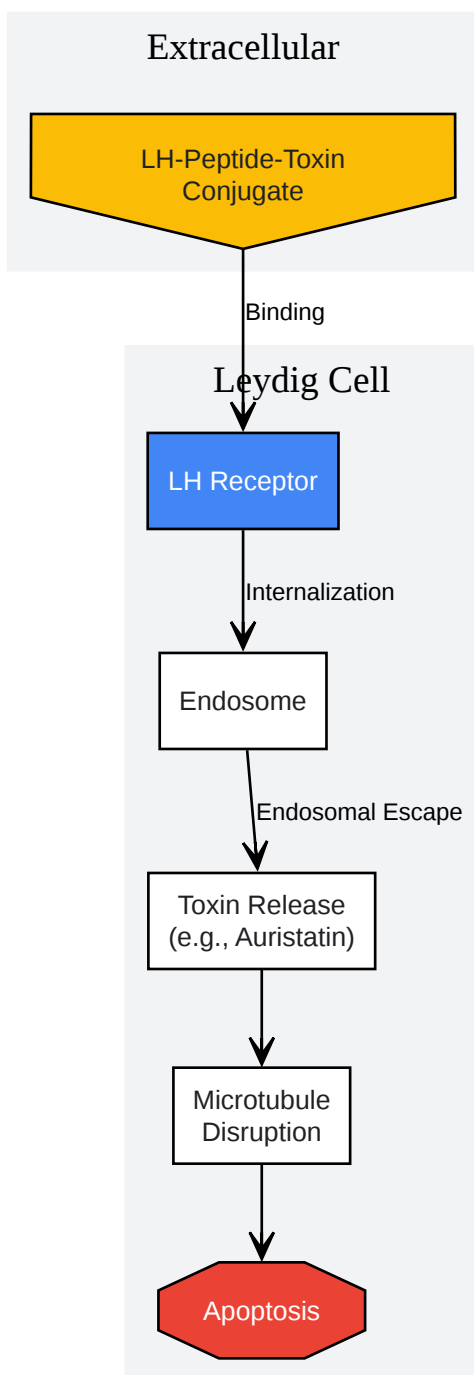 Extracellular
LH-Peptide-Toxin
Conjugate
Binding
Leydig Cell
LH Receptor
Internalization
Endosome
Endosomal Escape
Toxin Release
(e.g., Auristatin)
Microtubule
Disruption
Apoptosis